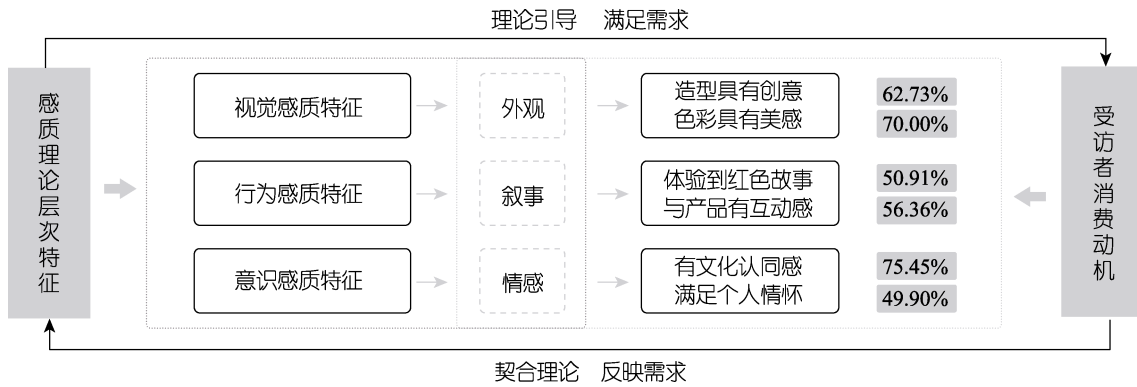 理论引导 满足需求
感质理论层次特征
视觉感质特征
外观
造型具有创意
色彩具有美感
62.73%
70.00%
行为感质特征
叙事
体验到红色故事
与产品有互动感
50.91%
56.36%
意识感质特征
情感
有文化认同感
满足个人情怀
75.45%
49.90%
受访者消费动机
契合理论 反映需求